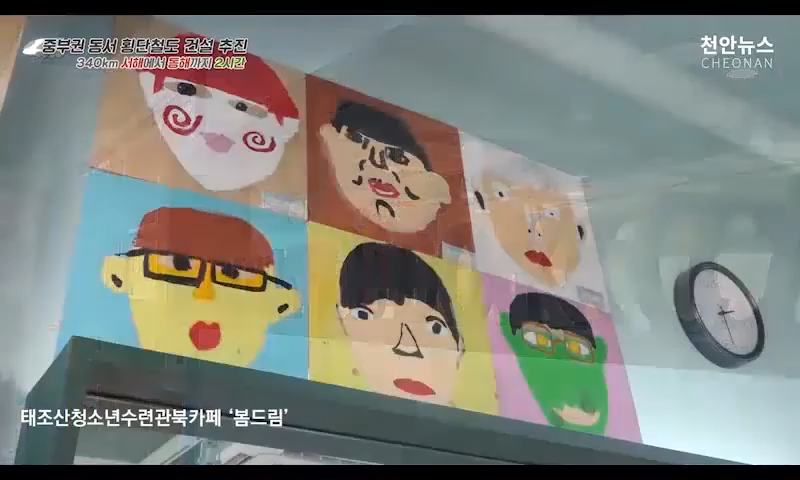 중부권 동서 횡단철도 건설 추진
340km 서해에서 동해까지 2시간
천안뉴스
CHEONAN
태조산청소년수련관북카페 ‘봄드림’